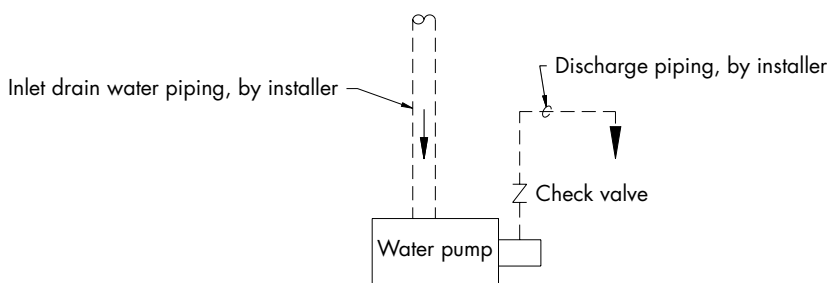 Discharge piping, by installer
Inlet drain water piping, by installer
Check valve
Water pump